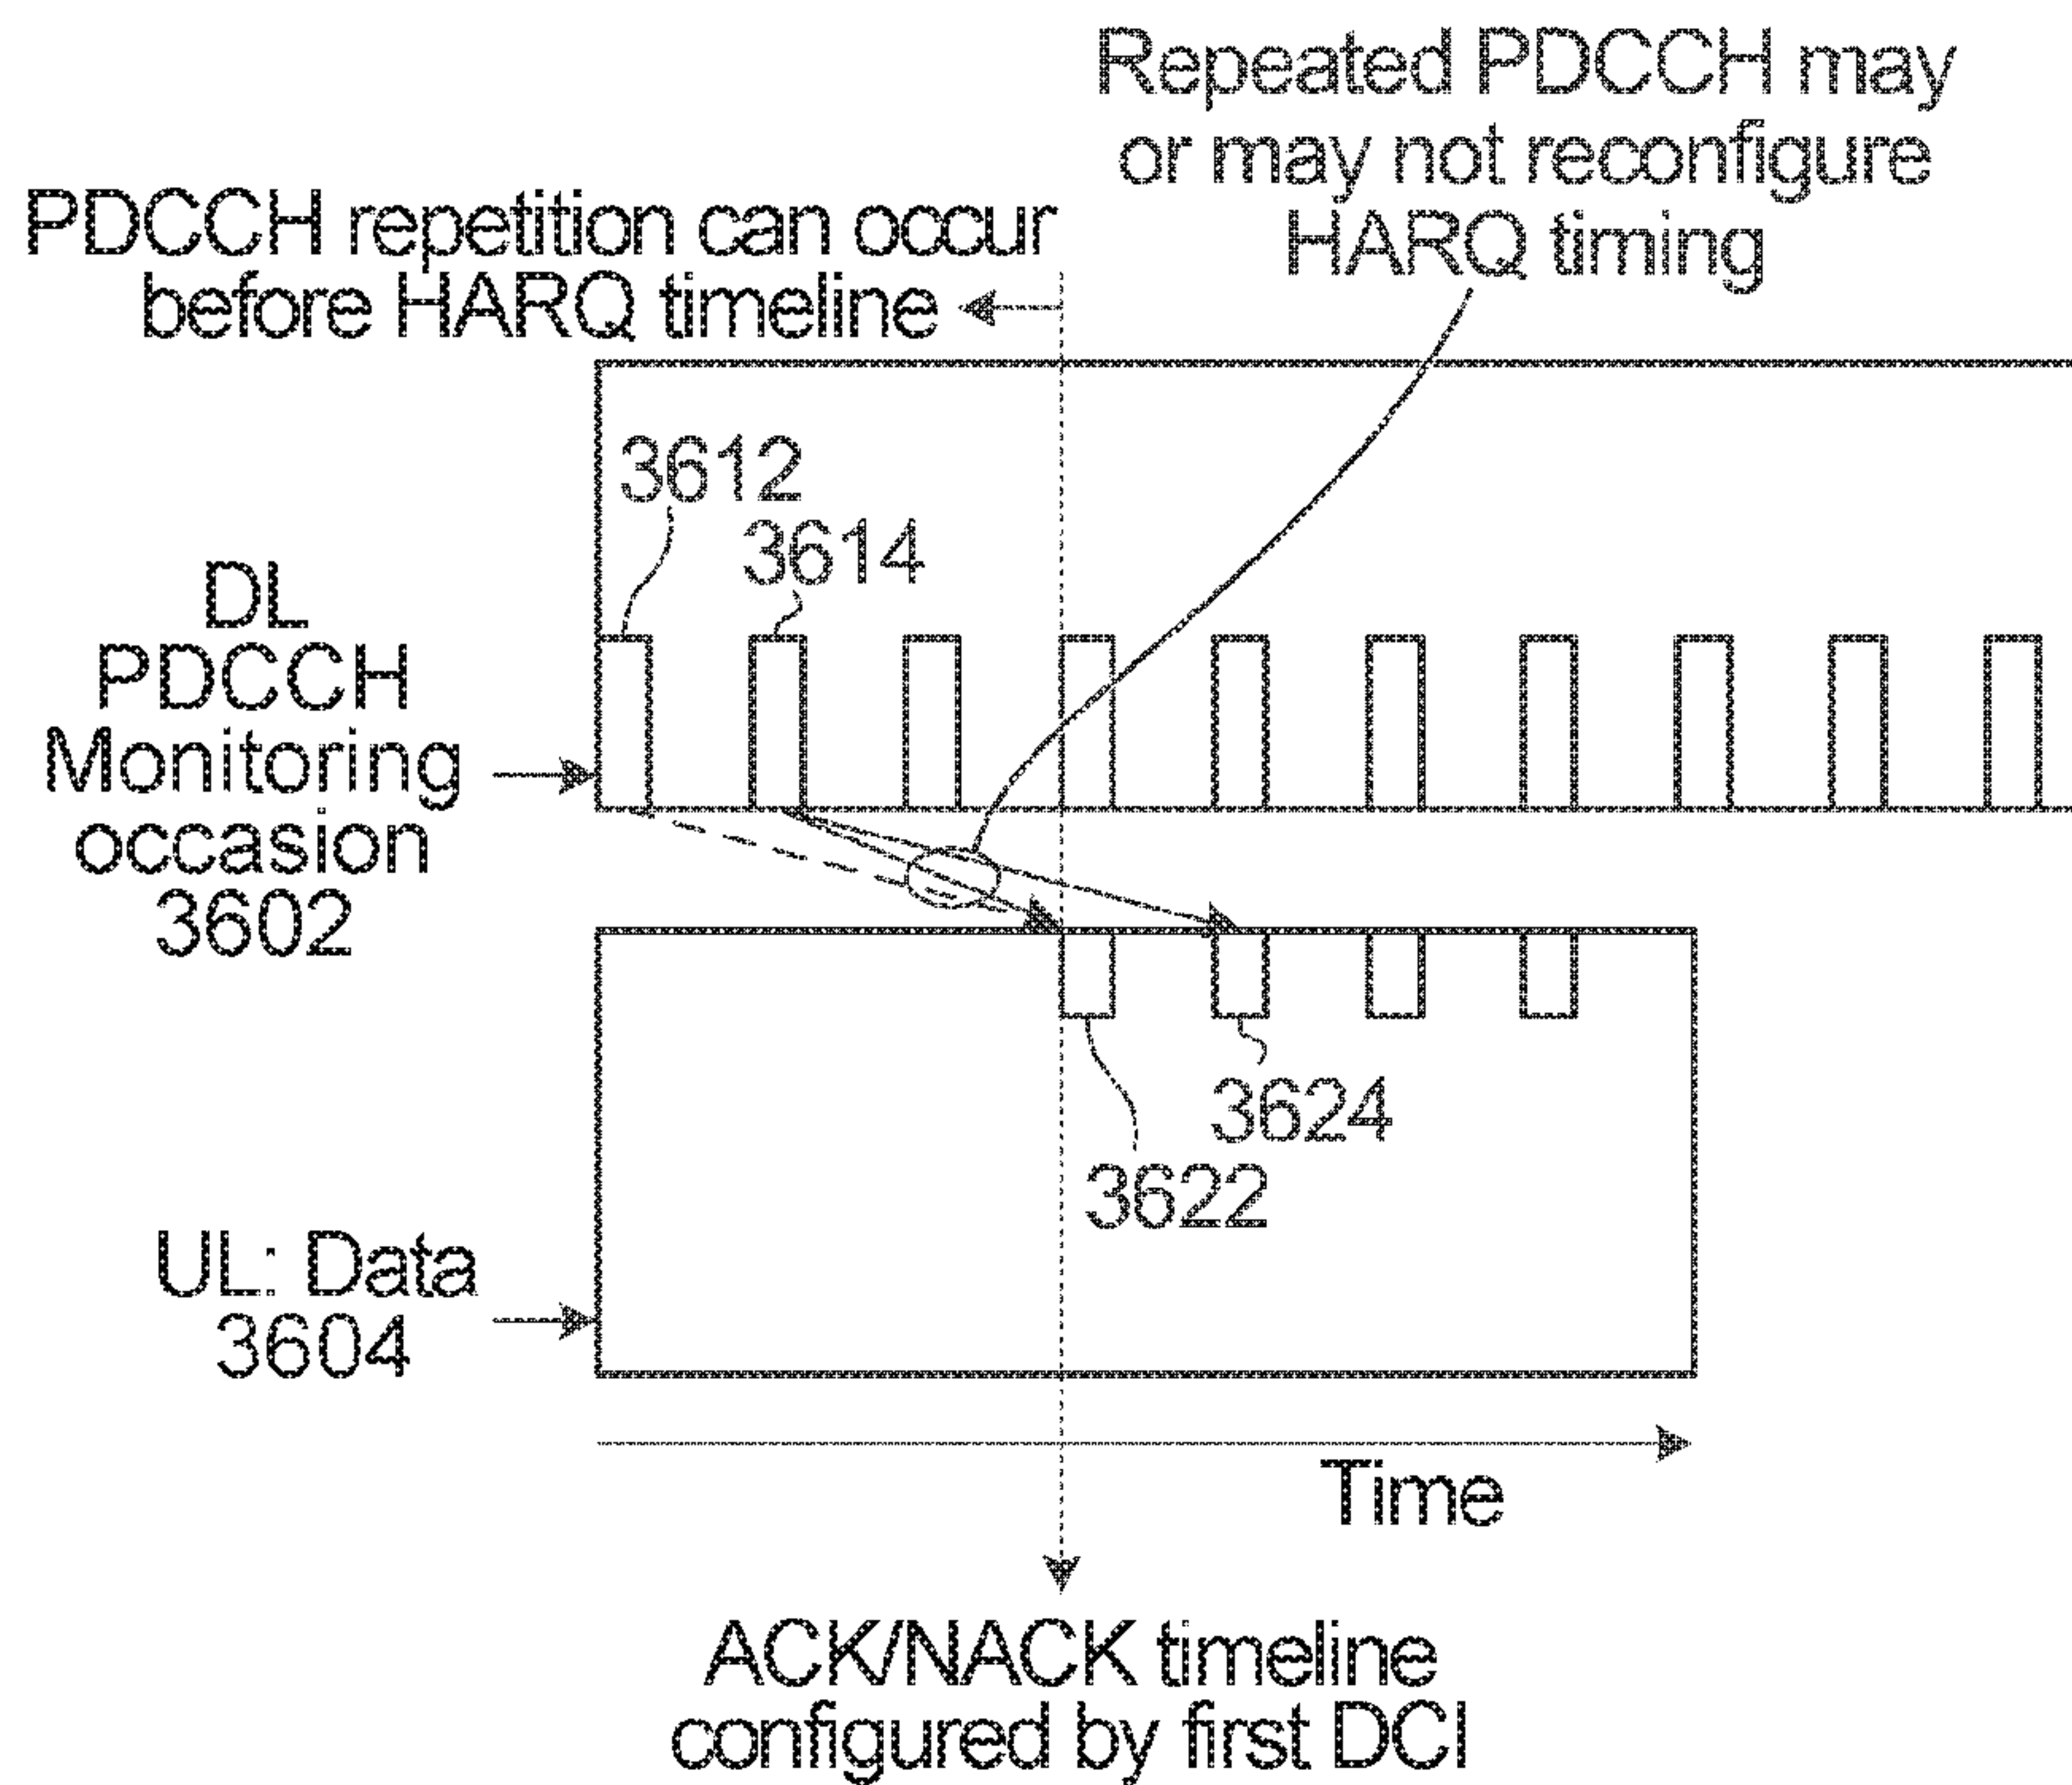 Repeated PDCCH may
or may not reconfigure
HARQ timing
PDCCH repetition can occur
before HARQ timeline
3612
3614
DL
PDCCH
Monitoring
occasion
3602
3624
3622
UL: Data
3604
Time
ACK/NACK timeline
configured by first DCI